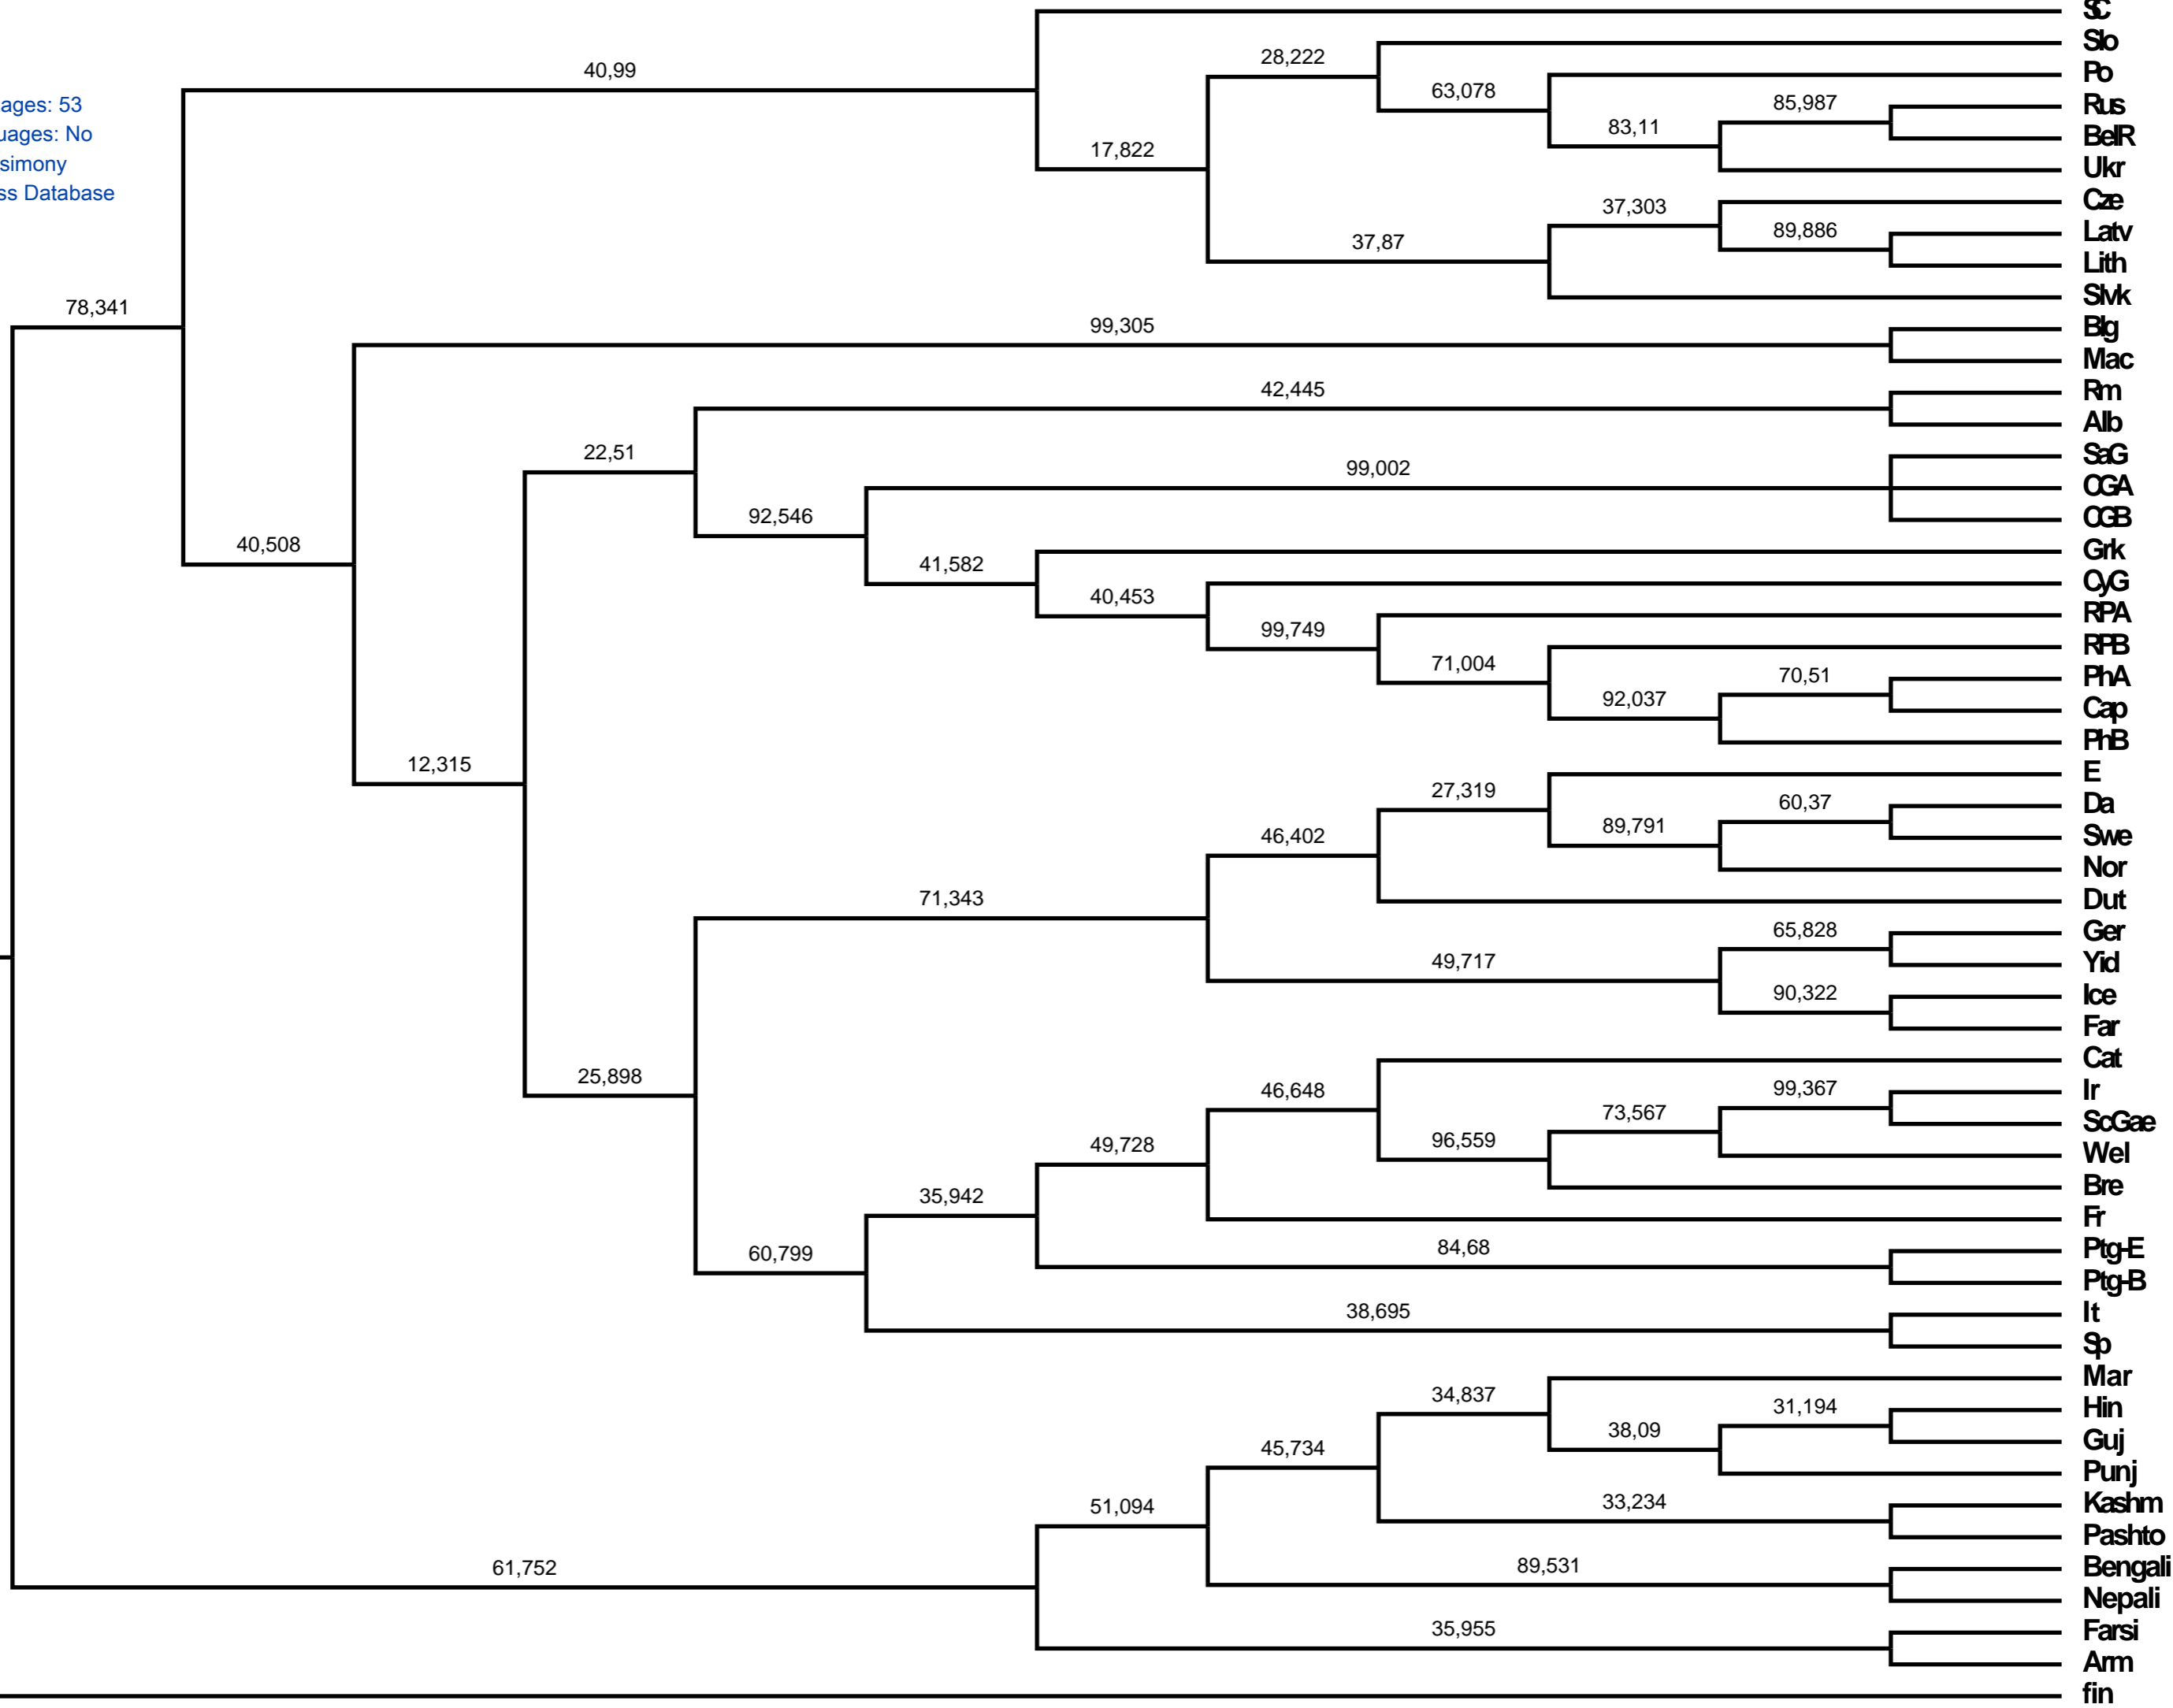 SC
40,99
28,222
Slo
63,078
Po
ages: 53
85,987
Rus
uages: No
83,11
BelR
simony
17,822
Ukr
ss Database
37,303
Cze
89,886
Latv
37,87
Lith
78,341
Slvk
99,305
Blg
Mac
42,445
Rm
Alb
22,51
SaG
99,002
CGA
92,546
CGB
40,508
Grk
41,582
CyG
40,453
RPA
99,749
RPB
71,004
70,51
PhA
92,037
Cap
PhB
12,315
E
27,319
60,37
Da
46,402
89,791
Swe
Nor
71,343
Dut
65,828
Ger
49,717
Yid
90,322
Ice
Far
25,898
Cat
46,648
99,367
Ir
73,567
ScGae
49,728
96,559
Wel
Bre
35,942
Fr
60,799
84,68
Ptg-E
Ptg-B
38,695
It
Sp
34,837
Mar
31,194
Hin
45,734
38,09
Guj
Punj
51,094
33,234
Kashm
Pashto
61,752
89,531
Bengali
Nepali
35,955
Farsi
Arm
fin